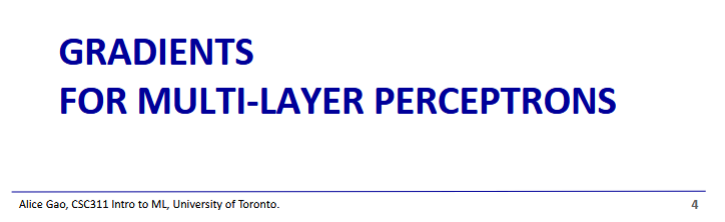 GRADIENTS
FOR MULTI-LAYER PERCEPTRONS
Alice Gao, CSC311 Intro to ML, University of Toronto.
4